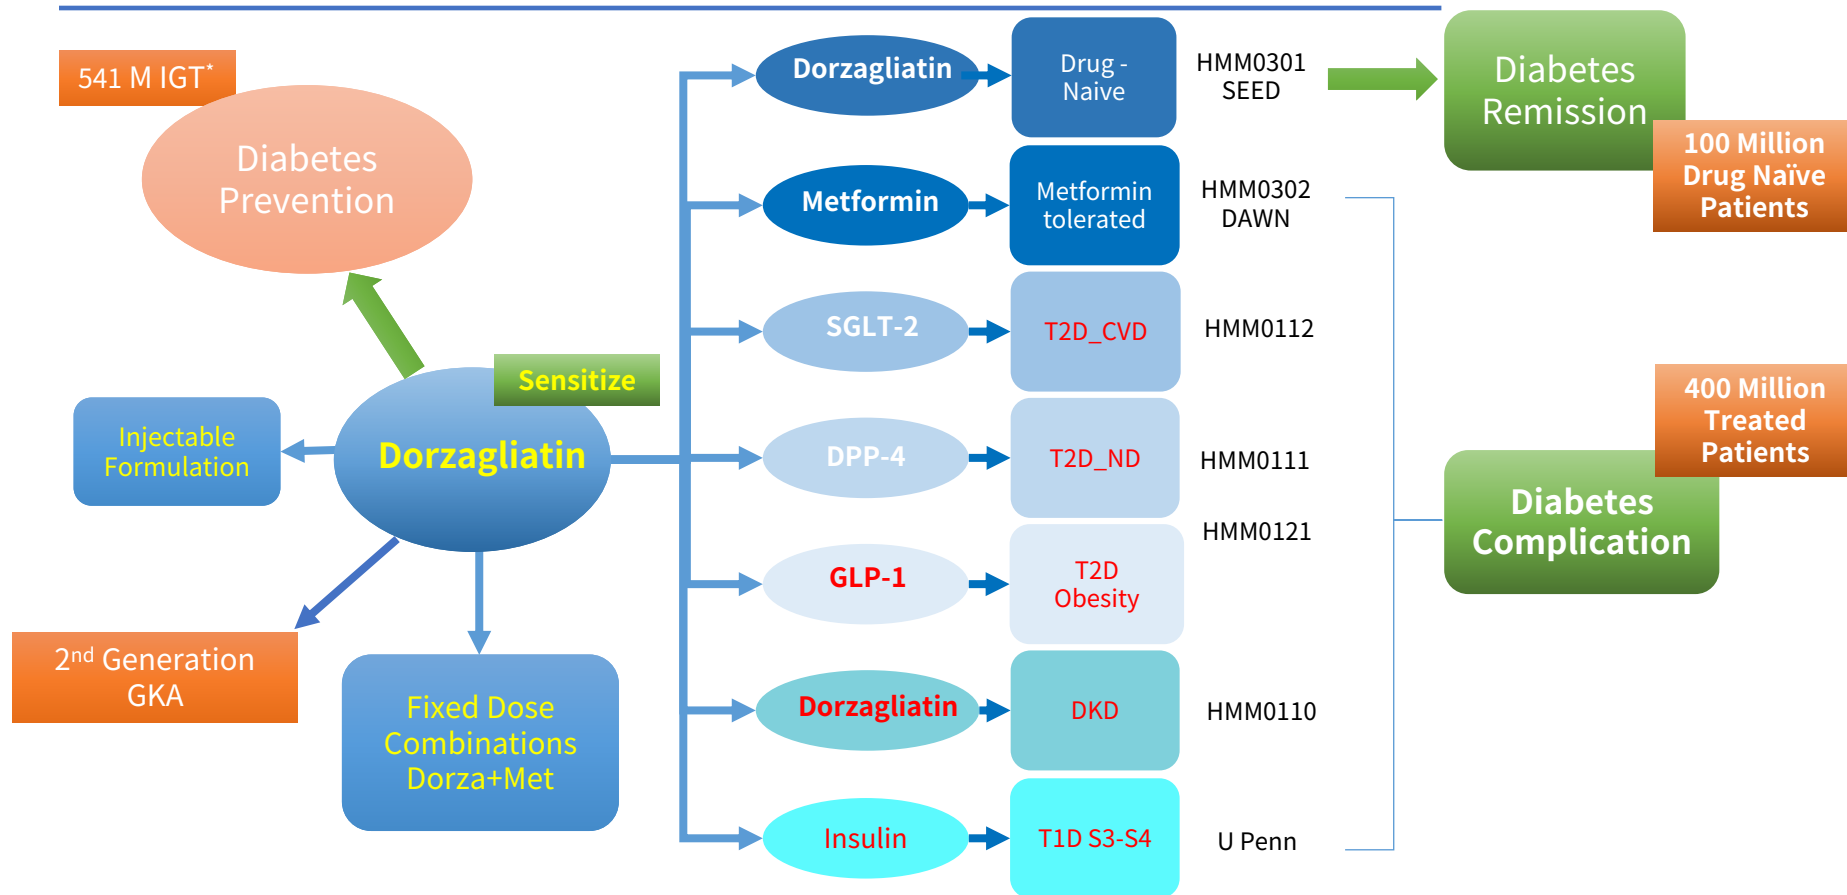 541 M IGT*
Diabetes
Prevention
Sensitize
Dorzagliatin
Injectable
Formulation
2nd Generation
GKA
Fixed Dose
Combinations
Dorza+Met
Dorzagliatin
Drug -
Naive
HMM0301
SEED
Diabetes
Remission
100 Million
Drug Naïve
Patients
Metformin
Metformin
tolerated
HMM0302
DAWN
SGLT-2
T2D_CVD
HMM0112
DPP-4
T2D_ND
HMM0111
GLP-1
T2D
Obesity
HMM0121
Dorzagliatin
DKD
HMM0110
Insulin
T1D S3-S4
U Penn
400 Million
Treated
Patients
Diabetes
Complication